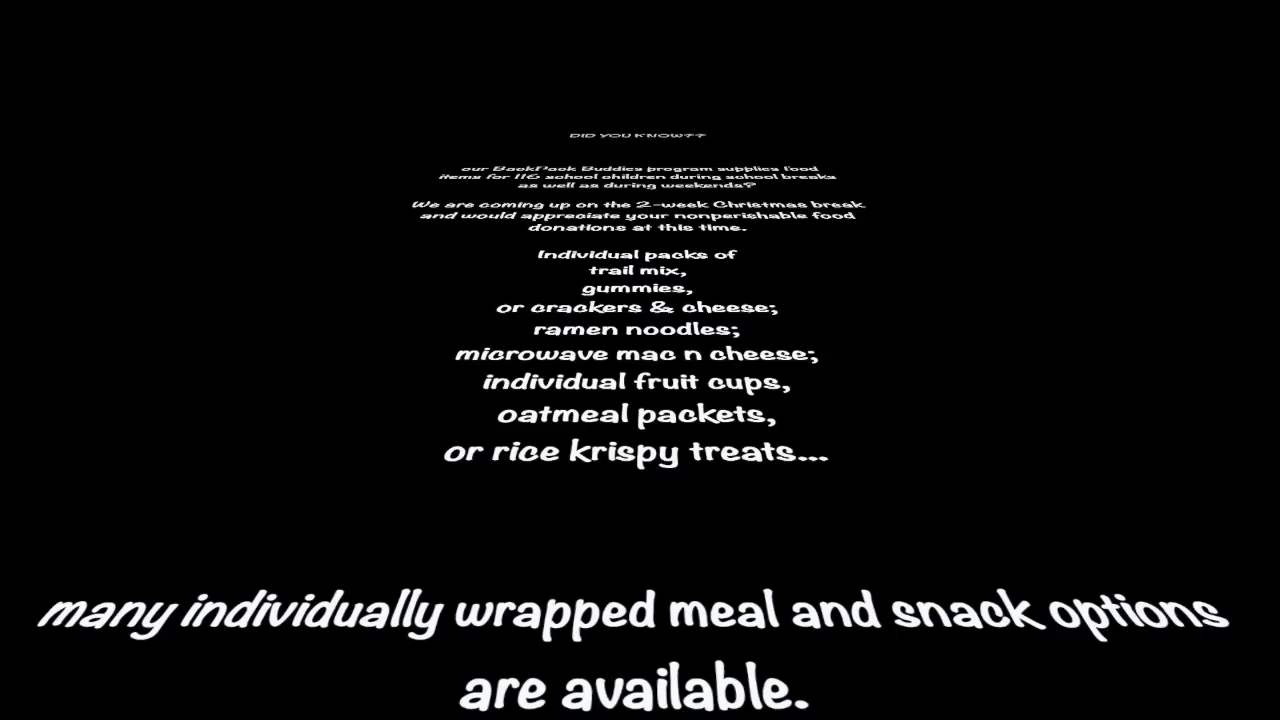 DID YOU KNOW??
our BackPack Buddies program supplies food
items for 116 school children during school breaks
as well as during weekends?
We are coming up on the 2-week Christmas break
and would appreciate your nonperishable food
donations at this time.
Individual packs of
trail mix,
gummies,
or crackers & cheese;
ramen noodles;
microwave mac n cheese;
individual fruit cups,
oatmeal packets,
or rice krispy treats...
many individually wrapped meal and snack options
are available.